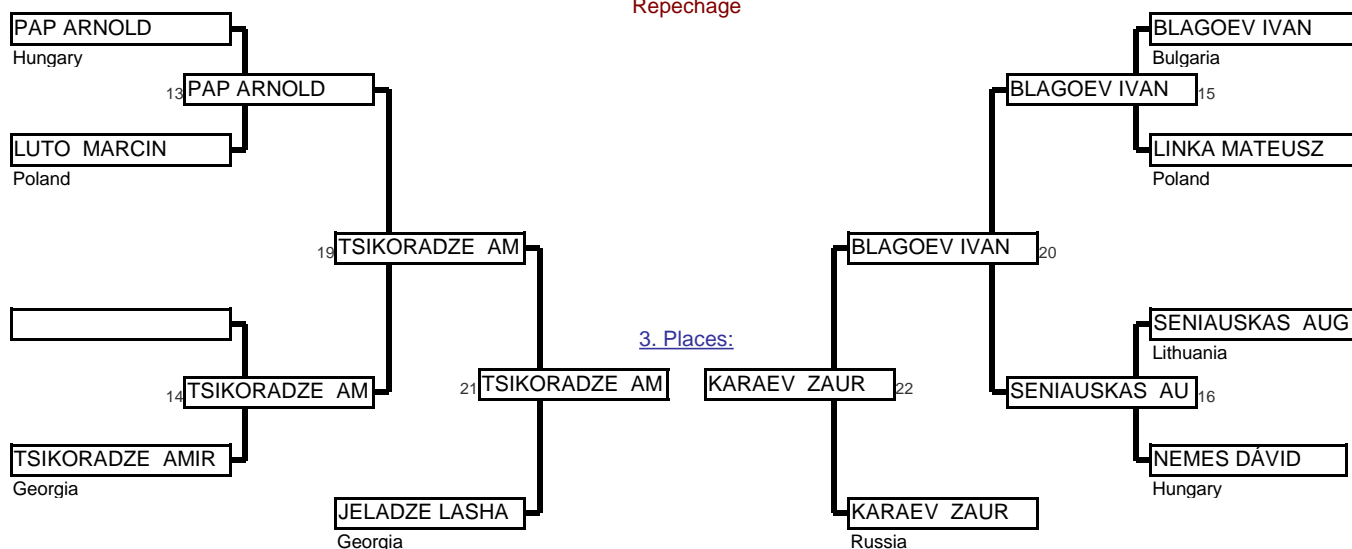 Repechage
PAP ARNOLD
BLAGOEV IVAN
Hungary
Bulgaria
13 PAP ARNOLD
BLAGOEV IVAN 15
LUTO MARCIN
LINKA MATEUSZ
Poland
Poland
19 TSIKORADZE AM
BLAGOEV IVAN 20
SENIAUSKAS AUG
3. Places:
Lithuania
14 TSIKORADZE AM
21 TSIKORADZE AM
KARAEV ZAUR 22
SENIAUSKAS AU 16
TSIKORADZE AMIR
NEMES DÁVID
Georgia
Hungary
JELADZE LASHA
KARAEV ZAUR
Georgia
Russia